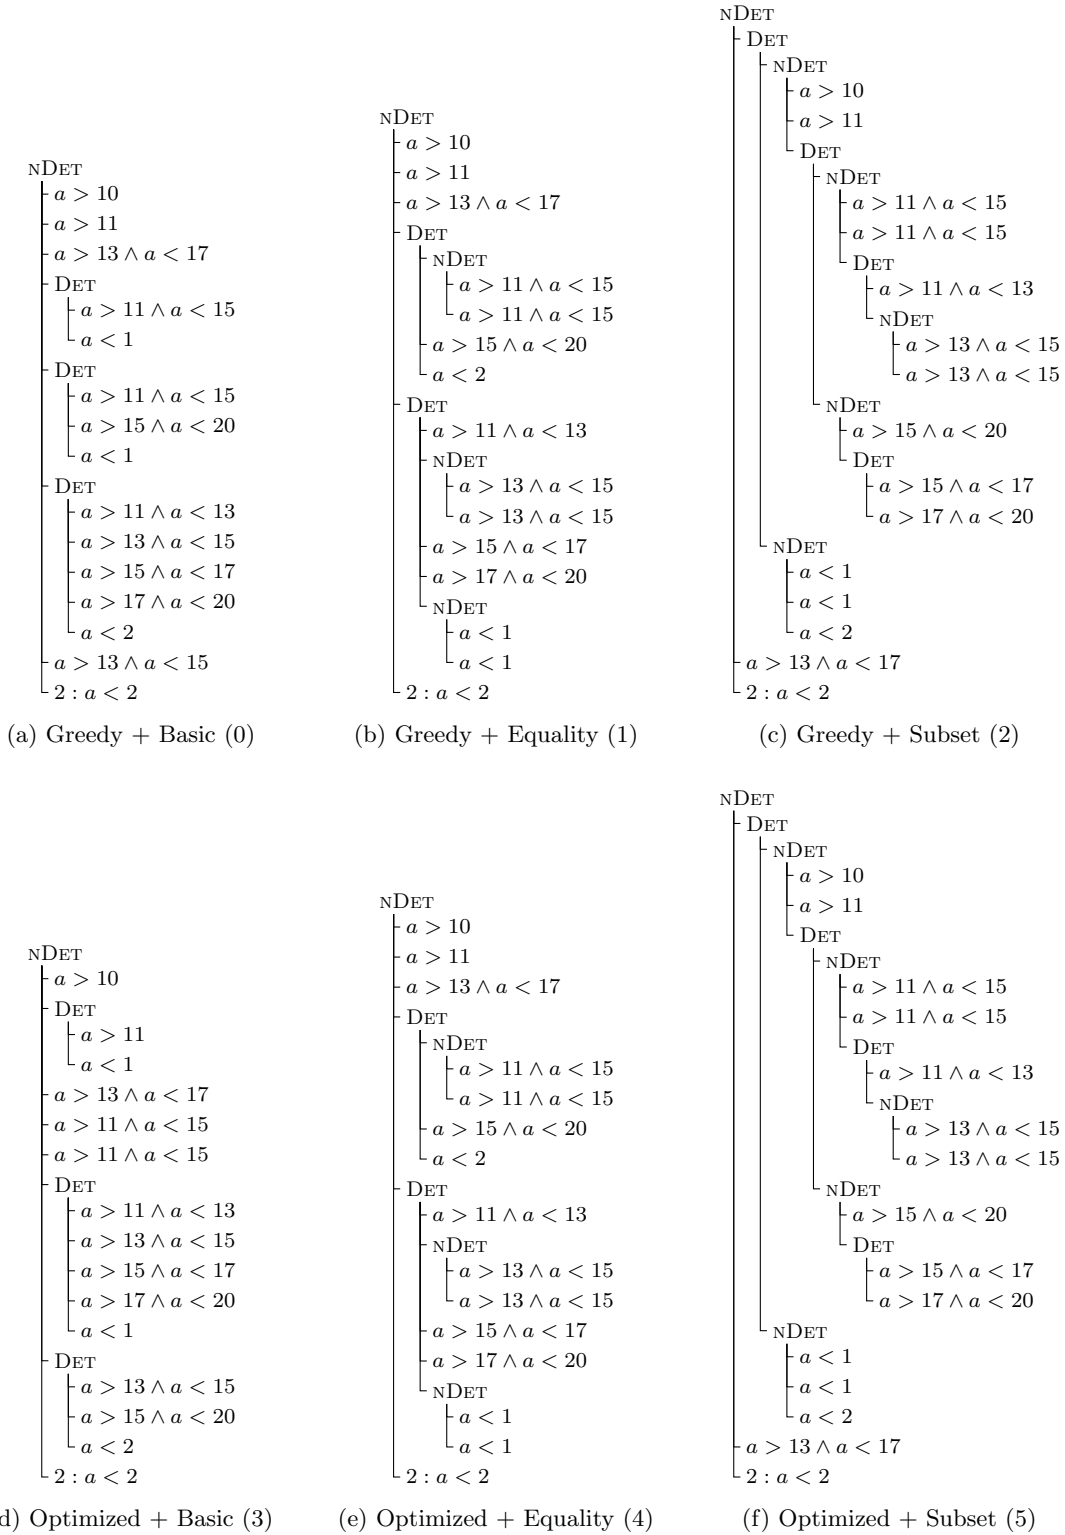 NDET
a > 10
a > 11
a > 13 ∧ a < 17
DET
a > 11 ∧ a < 15
a < 1
DET
a > 11 ∧ a < 15
a > 15 ∧ a < 20
a < 1
DET
a > 11 ∧ a < 13
a > 13 ∧ a < 15
a > 15 ∧ a < 17
a > 17 ∧ a < 20
a < 2
a > 13 ∧ a < 15
2 : a < 2
(a) Greedy + Basic (0)
NDET
a > 10
a > 11
a > 13 ∧ a < 17
DET
NDET
a > 11 ∧ a < 15
a > 11 ∧ a < 15
a > 15 ∧ a < 20
a < 2
DET
a > 11 ∧ a < 13
NDET
a > 13 ∧ a < 15
a > 13 ∧ a < 15
a > 15 ∧ a < 17
a > 17 ∧ a < 20
NDET
a < 1
a < 1
2 : a < 2
(b) Greedy + Equality (1)
NDET
DET
NDET
a > 10
a > 11
DET
NDET
a > 11 ∧ a < 15
a > 11 ∧ a < 15
DET
a > 11 ∧ a < 13
NDET
a > 13 ∧ a < 15
a > 13 ∧ a < 15
NDET
a > 15 ∧ a < 20
DET
a > 15 ∧ a < 17
a > 17 ∧ a < 20
NDET
a < 1
a < 1
a < 2
a > 13 ∧ a < 17
2 : a < 2
(c) Greedy + Subset (2)
NDET
a > 10
DET
a > 11
a < 1
a > 13 ∧ a < 17
a > 11 ∧ a < 15
a > 11 ∧ a < 15
DET
a > 11 ∧ a < 13
a > 13 ∧ a < 15
a > 15 ∧ a < 17
a > 17 ∧ a < 20
a < 1
DET
a > 13 ∧ a < 15
a > 15 ∧ a < 20
a < 2
2 : a < 2
d) Optimized + Basic (3)
NDET
a > 10
a > 11
a > 13 ∧ a < 17
DET
NDET
a > 11 ∧ a < 15
a > 11 ∧ a < 15
a > 15 ∧ a < 20
a < 2
DET
a > 11 ∧ a < 13
NDET
a > 13 ∧ a < 15
a > 13 ∧ a < 15
a > 15 ∧ a < 17
a > 17 ∧ a < 20
NDET
a < 1
a < 1
2 : a < 2
(e) Optimized + Equality (4)
NDET
DET
NDET
a > 10
a > 11
DET
NDET
a > 11 ∧ a < 15
a > 11 ∧ a < 15
DET
a > 11 ∧ a < 13
NDET
a > 13 ∧ a < 15
a > 13 ∧ a < 15
NDET
a > 15 ∧ a < 20
DET
a > 15 ∧ a < 17
a > 17 ∧ a < 20
NDET
a < 1
a < 1
a < 2
a > 13 ∧ a < 17
2 : a < 2
(f) Optimized + Subset (5)